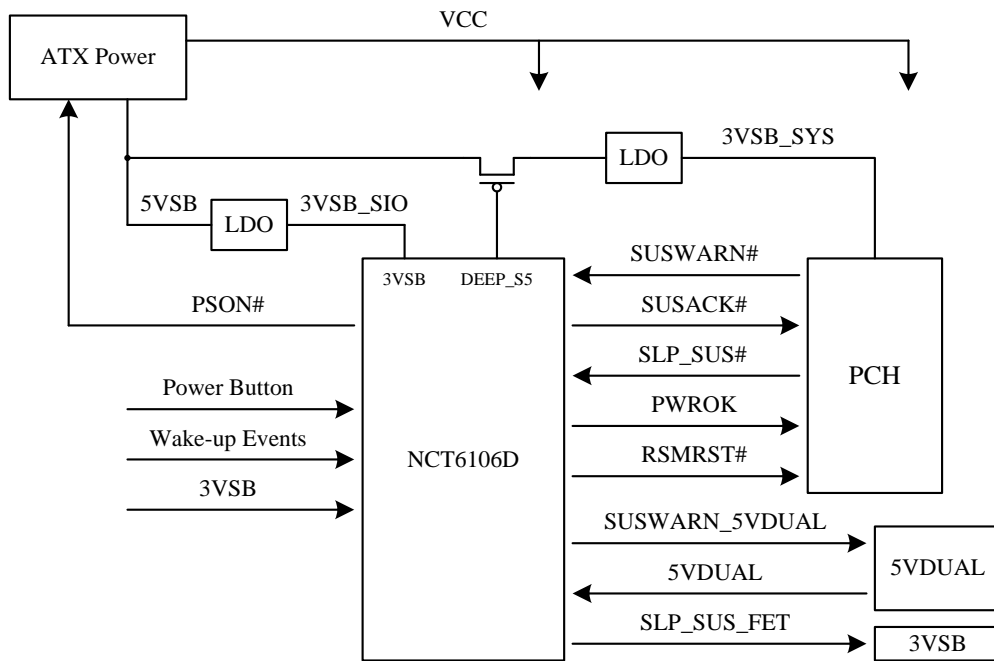 VCC
ATX Power
3VSB_SYS
LDO
5VSB
3VSB_SIO
LDO
3VSB
DEEP_S5
SUSWARN#
PSON#
SUSACK#
SLP_SUS#
PCH
Power Button
PWROK
Wake-up Events
NCT6106D
RSMRST#
3VSB
SUSWARN_5VDUAL
5VDUAL
5VDUAL
SLP_SUS_FET
3VSB